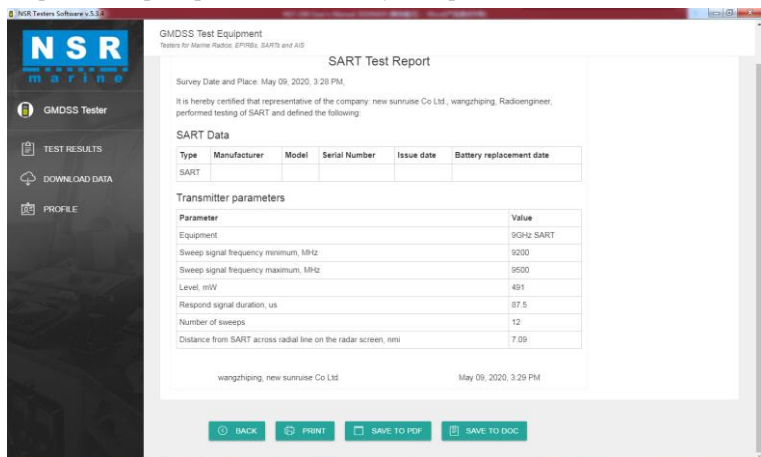 NSR Testers Software v.5.3.4
NSR
marine
GMDSS Tester
TEST RESULTS
DOWNLOAD DATA
PROFILE
GMDSS Test Equipment
Testers for Marine Radios, EPIRBs, SARTs and AIS
SART Test Report
Survey Date and Place: May 09, 2020, 3:28 PM,
It is hereby certified that representative of the company: new sunruise Co Ltd., wangzhiping, Radioengineer,
performed testing of SART and defined the following:
SART Data
Type Manufacturer Model Serial Number Issue date Battery replacement date
SART
Transmitter parameters
Parameter Value
Equipment 9GHz SART
Sweep signal frequency minimum, MHz 9200
Sweep signal frequency maximum, MHz 9500
Level, mW 491
Respond signal duration, us 87.5
Number of sweeps 12
Distance from SART across radial line on the radar screen, nmi 7.09
wangzhiping, new sunruise Co Ltd. May 09, 2020, 3:29 PM
BACK PRINT SAVE TO PDF SAVE TO DOC